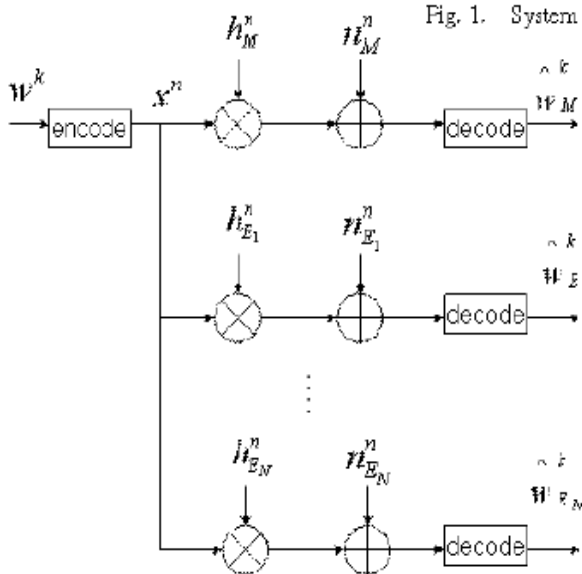 Fig. 1. System
h_M^n n_M^n
w^k x^n ŵ_M^k
encode decode
h_{E_1}^n n_{E_1}^n
ŵ_E^k
decode
h_{E_N}^n n_{E_N}^n
ŵ_{E_N}^k
decode